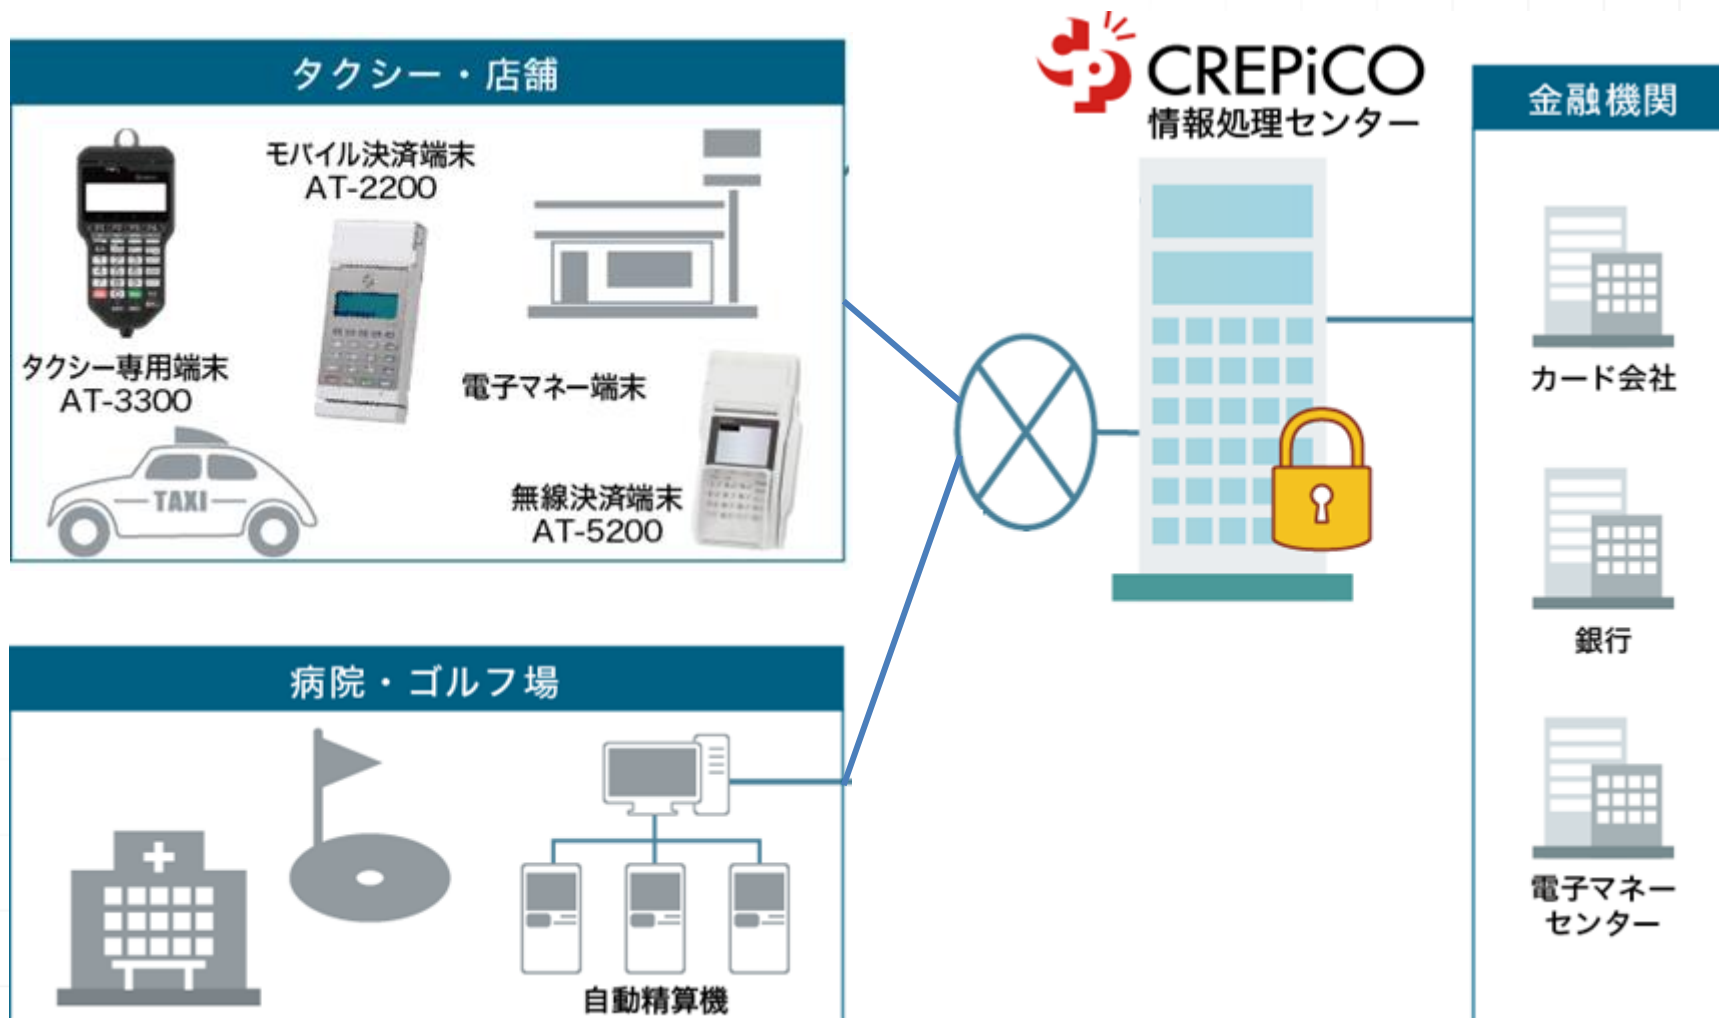 タクシー・店舗
モバイル決済端末
AT-2200
タクシー専用端末
AT-3300
TAXI
電子マネー端末
無線決済端末
AT-5200
病院・ゴルフ場
自動精算機
CREPiCO
情報処理センター
金融機関
カード会社
銀行
電子マネー
センター